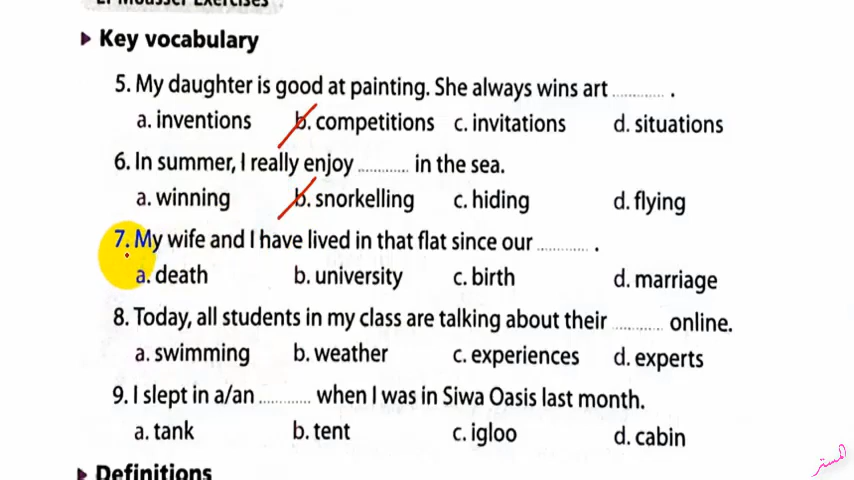 El Moasser Exercises
Key vocabulary
5. My daughter is good at painting. She always wins art ............ .
a. inventions b. competitions c. invitations d. situations
6. In summer, I really enjoy ............ in the sea.
a. winning b. snorkelling c. hiding d. flying
7. My wife and I have lived in that flat since our ............ .
a. death b. university c. birth d. marriage
8. Today, all students in my class are talking about their ............ online.
a. swimming b. weather c. experiences d. experts
9. I slept in a/an ............ when I was in Siwa Oasis last month.
a. tank b. tent c. igloo d. cabin
Definitions